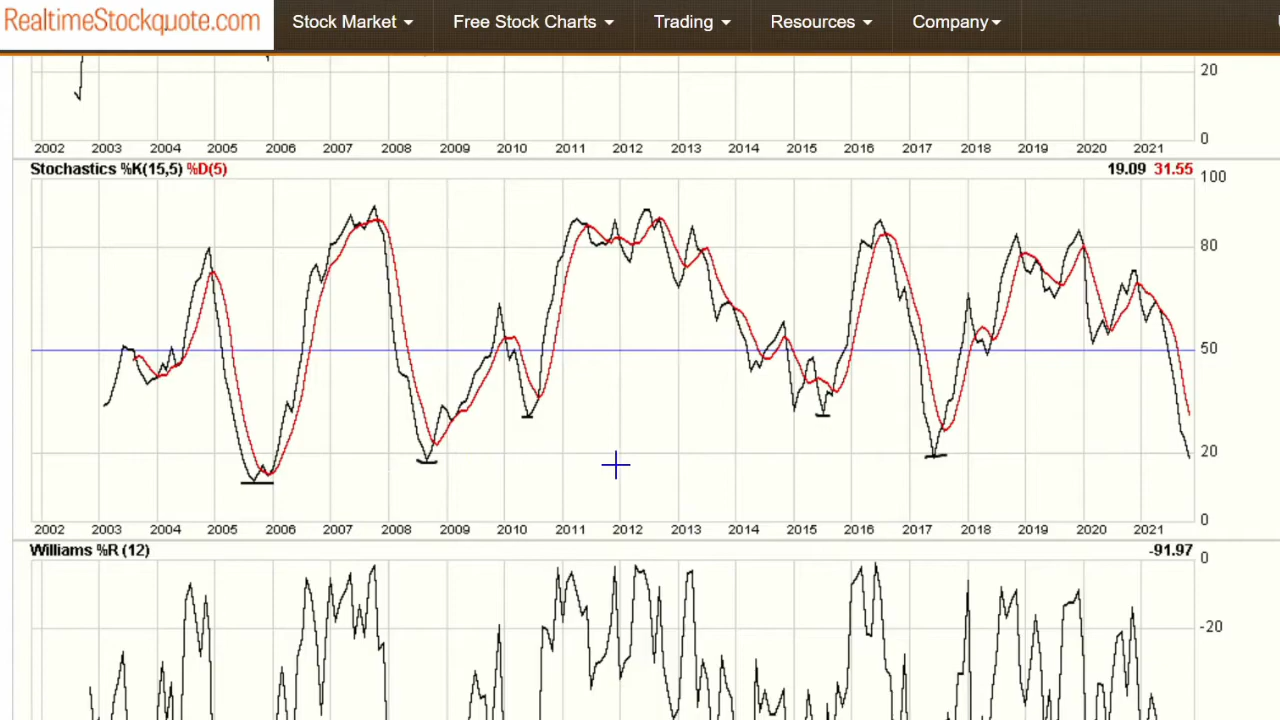 RealtimeStockquote.com Stock Market Free Stock Charts Trading Resources Company
20
0
2002 2003 2004 2005 2006 2007 2008 2009 2010 2011 2012 2013 2014 2015 2016 2017 2018 2019 2020 2021
Stochastics %K(15,5) %D(5) 19.09 31.55
100
80
50
20
0
2002 2003 2004 2005 2006 2007 2008 2009 2010 2011 2012 2013 2014 2015 2016 2017 2018 2019 2020 2021
Williams %R (12) -91.97
0
-20